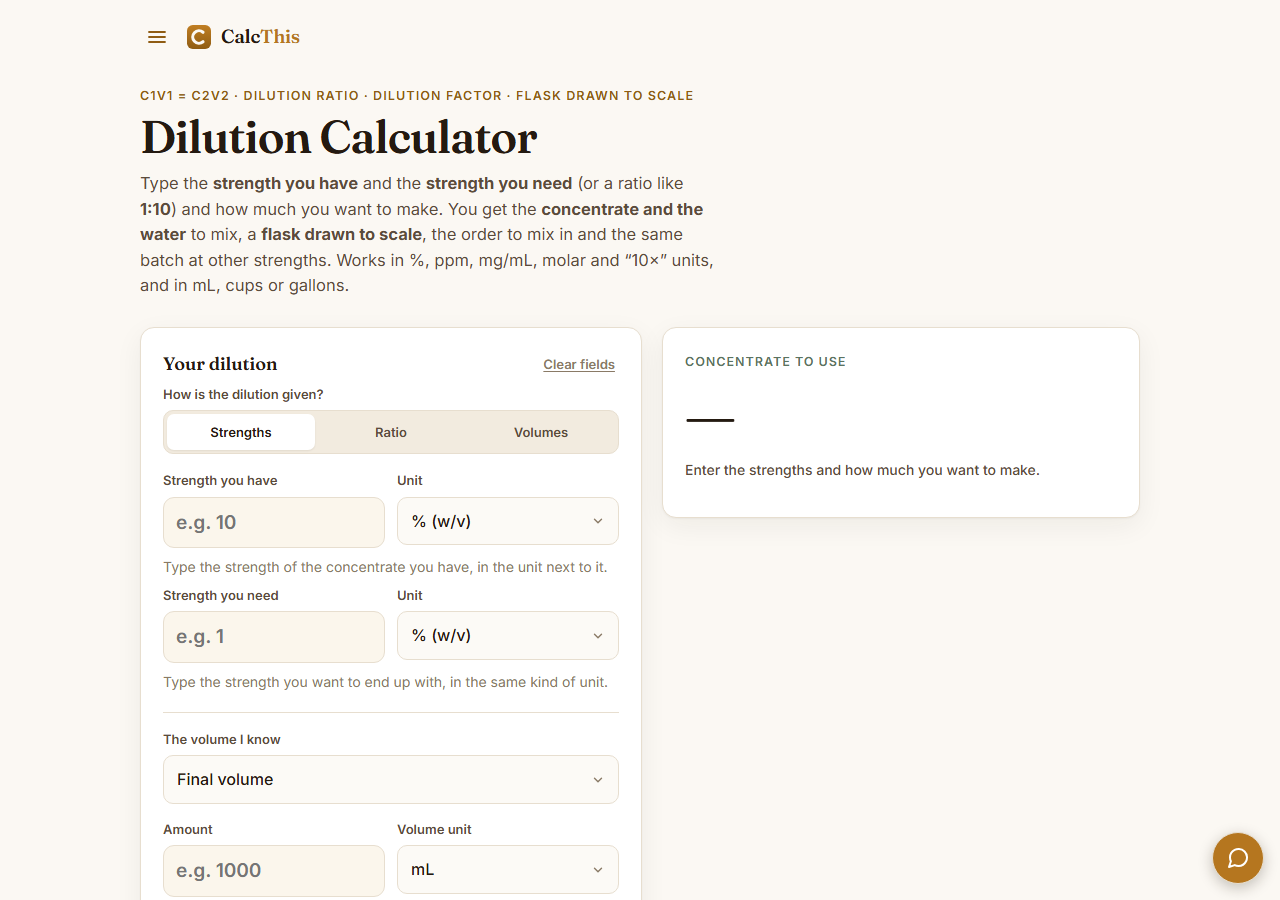 CalcThis
C1V1 = C2V2 · DILUTION RATIO · DILUTION FACTOR · FLASK DRAWN TO SCALE
Dilution Calculator
Type the strength you have and the strength you need (or a ratio like
1:10) and how much you want to make. You get the concentrate and the
water to mix, a flask drawn to scale, the order to mix in and the same
batch at other strengths. Works in %, ppm, mg/mL, molar and “10×” units,
and in mL, cups or gallons.
Your dilution
Clear fields
How is the dilution given?
Strengths
Ratio
Volumes
Strength you have
Unit
e.g. 10
% (w/v)
Type the strength of the concentrate you have, in the unit next to it.
Strength you need
Unit
e.g. 1
% (w/v)
Type the strength you want to end up with, in the same kind of unit.
The volume I know
Final volume
Amount
Volume unit
e.g. 1000
mL
CONCENTRATE TO USE
—
Enter the strengths and how much you want to make.